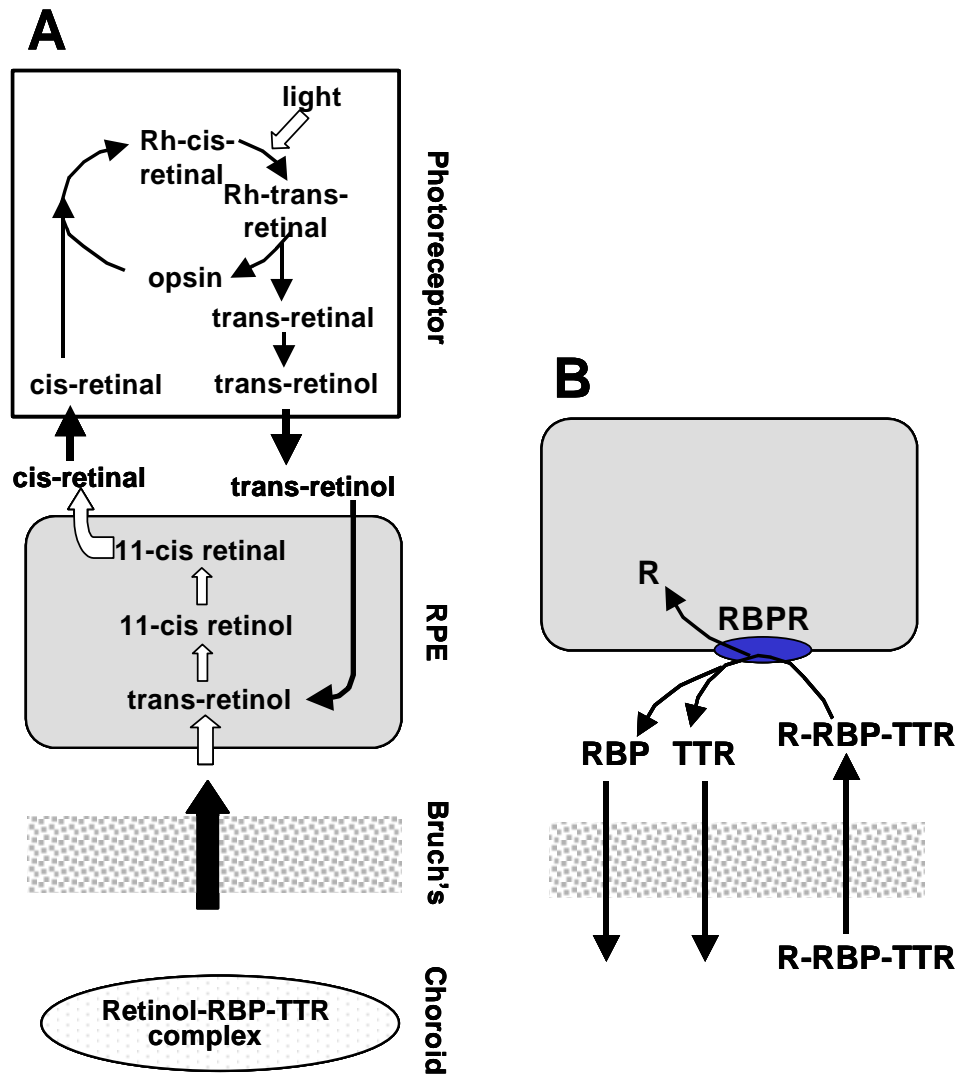 A
light
Rh-cis-
retinal
Rh-trans-
retinal
opsin
trans-retinal
cis-retinal
trans-retinol
Photoreceptor
cis-retinal
trans-retinol
11-cis retinal
11-cis retinol
trans-retinol
RPE
Bruch's
Retinol-RBP-TTR
complex
Choroid
B
R
RBPR
RBP
TTR
R-RBP-TTR
R-RBP-TTR